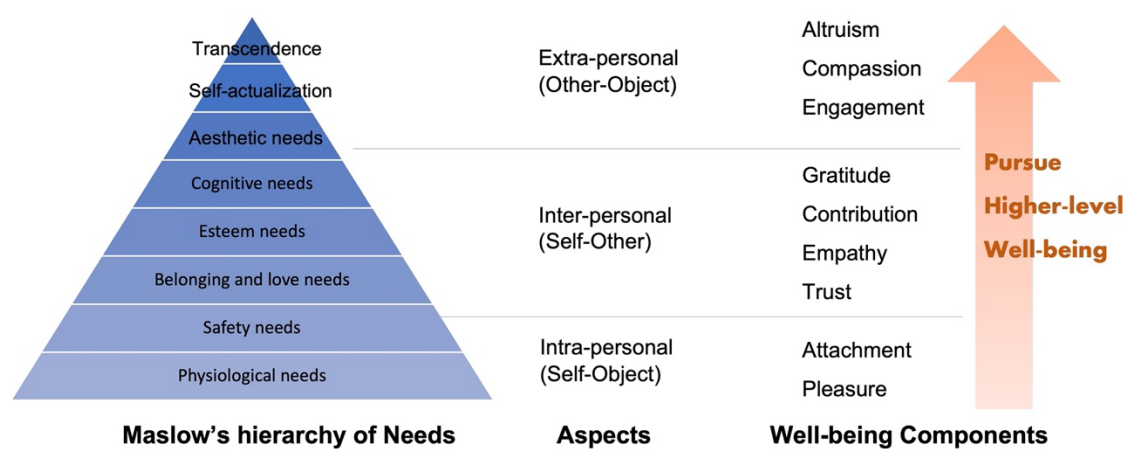 Transcendence
Self-actualization
Aesthetic needs
Cognitive needs
Esteem needs
Belonging and love needs
Safety needs
Physiological needs
Maslow's hierarchy of Needs
Extra-personal
(Other-Object)
Inter-personal
(Self-Other)
Intra-personal
(Self-Object)
Aspects
Altruism
Compassion
Engagement
Gratitude
Contribution
Empathy
Trust
Attachment
Pleasure
Well-being Components
Pursue
Higher-level
Well-being